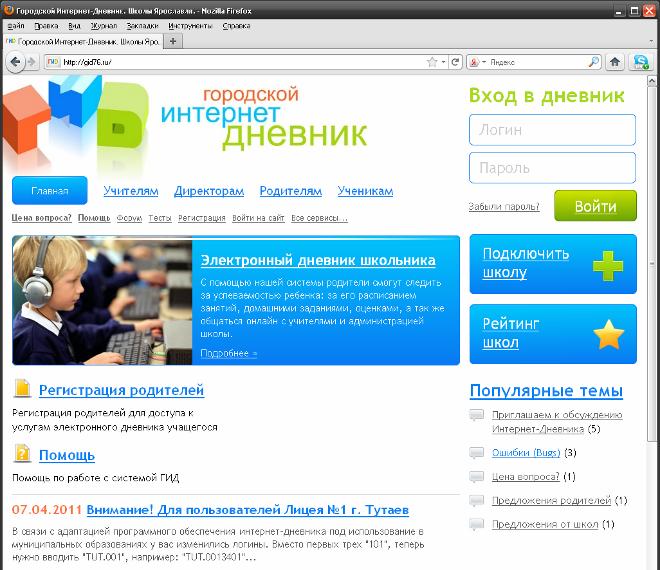 Городской Интернет-Дневник. Школы Ярославля. - Mozilla Firefox
Файл Правка Вид Журнал Закладки Инструменты Справка
ГИД Городской Интернет-Дневник. Школы Яро...
ГИД http://gid76.ru/
Яндекс
городской
интернет
дневник
Вход в дневник
Логин
Пароль
Забыли пароль? Войти
Главная Учителям Директорам Родителям Ученикам
Цена вопроса? Помощь Форум Тесты Регистрация Войти на сайт Все сервисы...
Электронный дневник школьника
С помощью нашей системы родители смогут следить
за успеваемостью ребенка: за его расписанием
занятий, домашними заданиями, оценками, а так же
общаться онлайн с учителями и администрацией
школы.
Подробнее »
Подключить
школу
Рейтинг
школ
Регистрация родителей
Регистрация родителей для доступа к
услугам электронного дневника учащегося
Помощь
Помощь по работе с системой ГИД
07.04.2011 Внимание! Для пользователей Лицея №1 г. Тутаев
В связи с адаптацией программного обеспечения интернет-дневника под использование в
муниципальных образованиях у вас изменились логины. Вместо первых трех "101", теперь
нужно вводить "TUT.001", например: "TUT.0013401"...
Популярные темы
Приглашаем к обсуждению
Интернет-Дневника (5)
Ошибки (Bugs) (3)
Цена вопроса? (1)
Предложения родителей (1)
Предложения от школ (1)